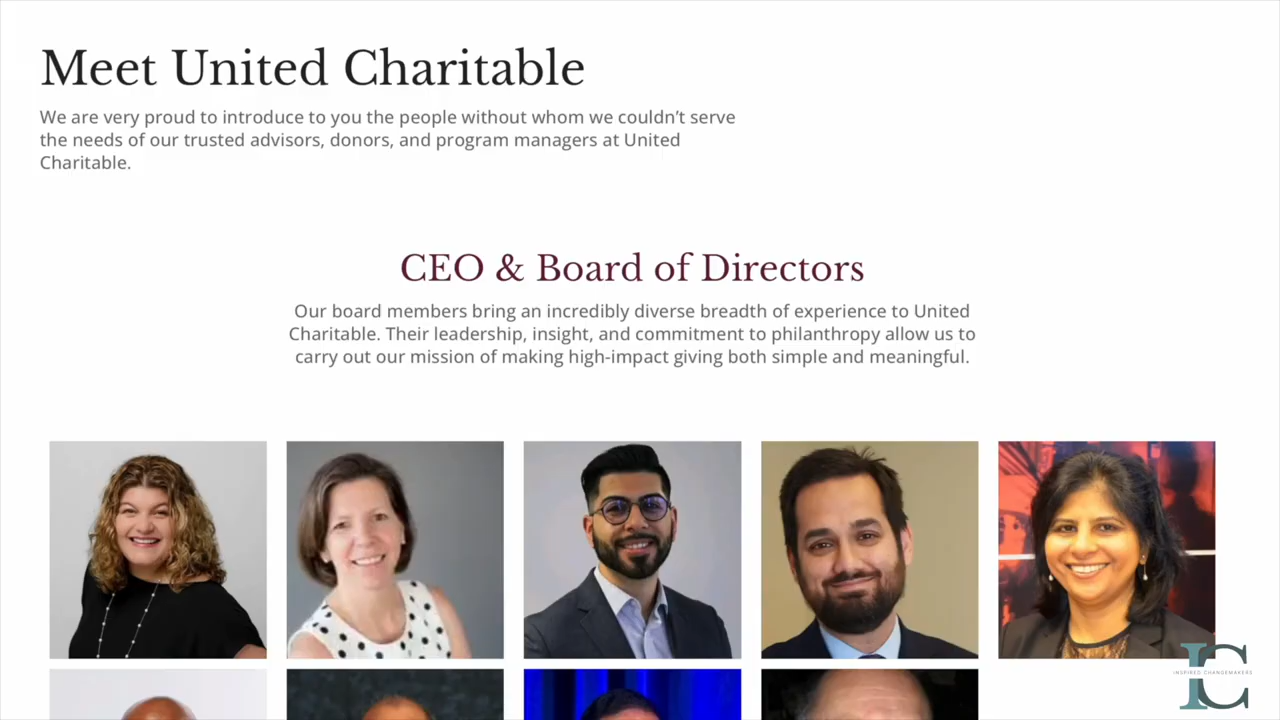 Meet United Charitable
We are very proud to introduce to you the people without whom we couldn’t serve
the needs of our trusted advisors, donors, and program managers at United
Charitable.
CEO & Board of Directors
Our board members bring an incredibly diverse breadth of experience to United
Charitable. Their leadership, insight, and commitment to philanthropy allow us to
carry out our mission of making high-impact giving both simple and meaningful.
IC
INSPIRED CHANGEMAKERS